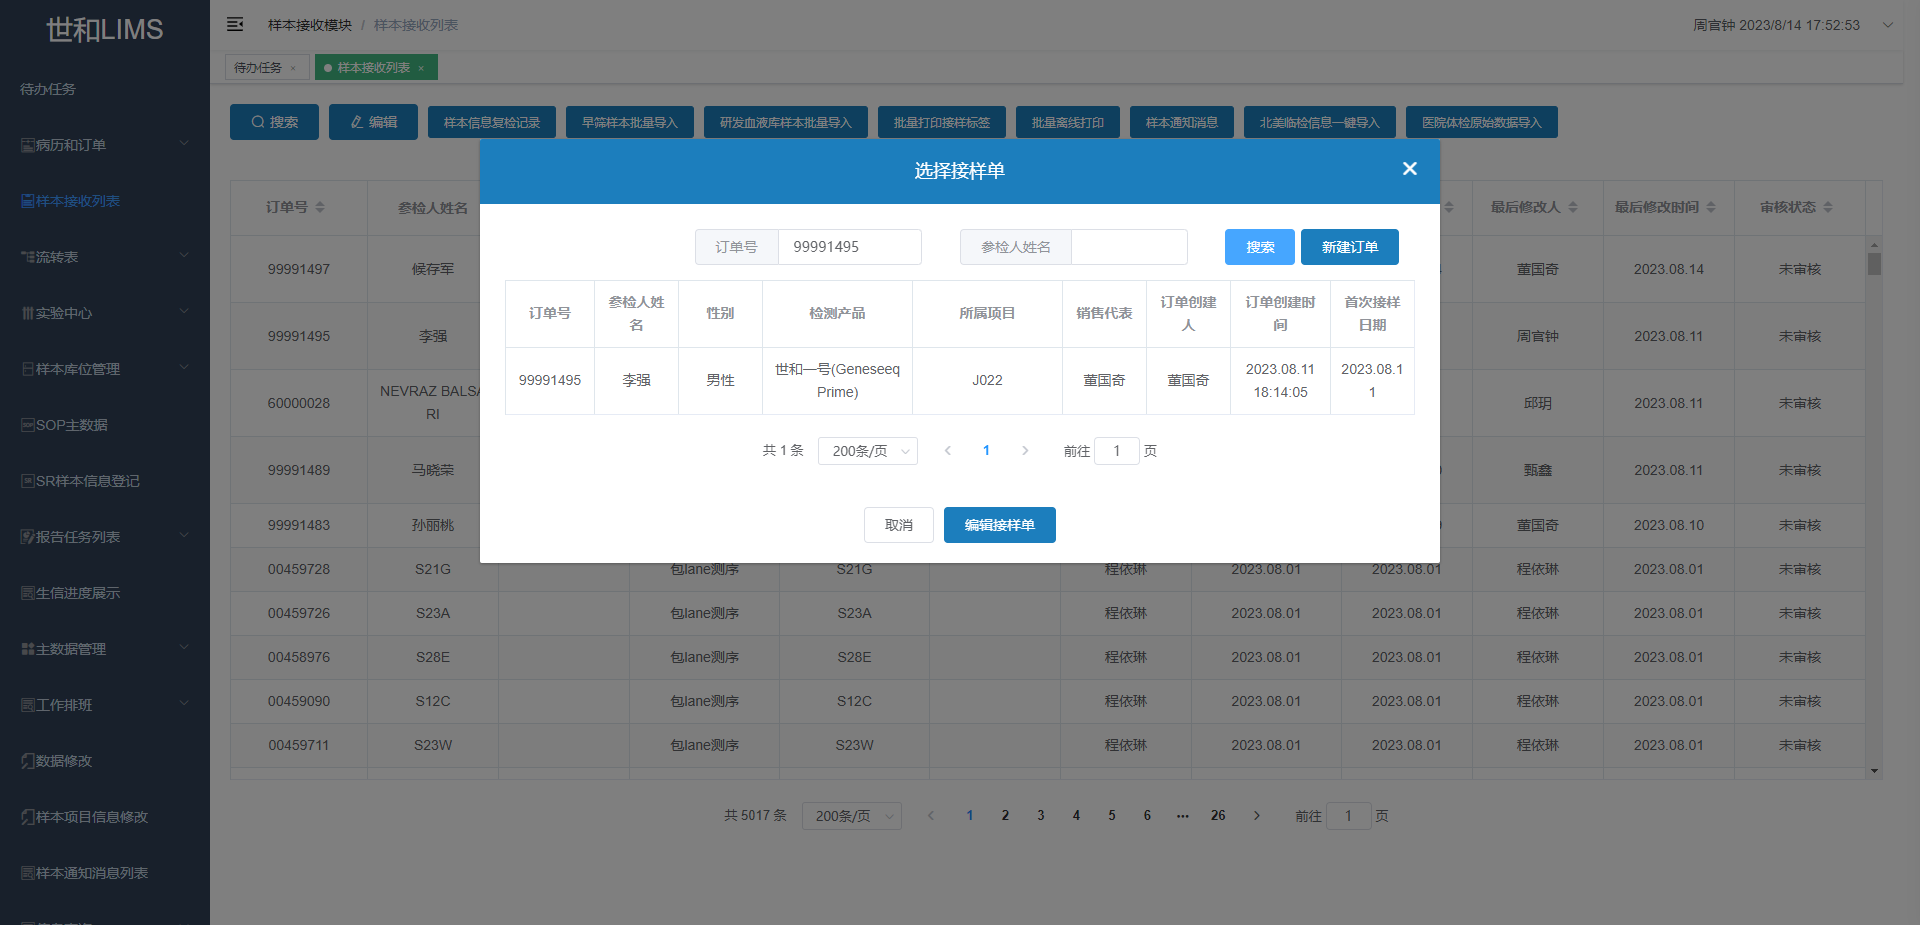 世和LIMS
样本接收模块 / 样本接收列表
周官钟 2023/8/14 17:52:53
待办任务 ×
样本接收列表 ×
待办任务
病历和订单
样本接收列表
流转表
实验中心
样本库位管理
SOP主数据
SR样本信息登记
报告任务列表
生信进度展示
主数据管理
工作排班
数据修改
样本项目信息修改
样本通知消息列表
搜索
编辑
样本信息复检记录
早筛样本批量导入
研发血液库样本批量导入
批量打印接样标签
批量离线打印
样本通知消息
北美临检信息一键导入
医院体检原始数据导入
选择接样单
订单号 99991495
参检人姓名
搜索
新建订单
订单号 参检人姓名 性别 检测产品 所属项目 销售代表 订单创建人 订单创建时间 首次接样日期
99991495 李强 男性 世和一号(Geneseeq Prime) J022 董国奇 董国奇 2023.08.11 18:14:05 2023.08.11
共 1 条 200条/页 1 前往 1 页
取消
编辑接样单
订单号 参检人姓名 最后修改人 最后修改时间 审核状态
99991497 候存军 董国奇 2023.08.14 未审核
99991495 李强 周官钟 2023.08.11 未审核
60000028 NEVRAZ BALSA RI 邱玥 2023.08.11 未审核
99991489 马晓荣 甄鑫 2023.08.11 未审核
99991483 孙丽桃 董国奇 2023.08.10 未审核
00459728 S21G 包lane测序 S21G 程依琳 2023.08.01 2023.08.01 程依琳 2023.08.01 未审核
00459726 S23A 包lane测序 S23A 程依琳 2023.08.01 2023.08.01 程依琳 2023.08.01 未审核
00458976 S28E 包lane测序 S28E 程依琳 2023.08.01 2023.08.01 程依琳 2023.08.01 未审核
00459090 S12C 包lane测序 S12C 程依琳 2023.08.01 2023.08.01 程依琳 2023.08.01 未审核
00459711 S23W 包lane测序 S23W 程依琳 2023.08.01 2023.08.01 程依琳 2023.08.01 未审核
共 5017 条 200条/页 1 2 3 4 5 6 ••• 26 前往 1 页